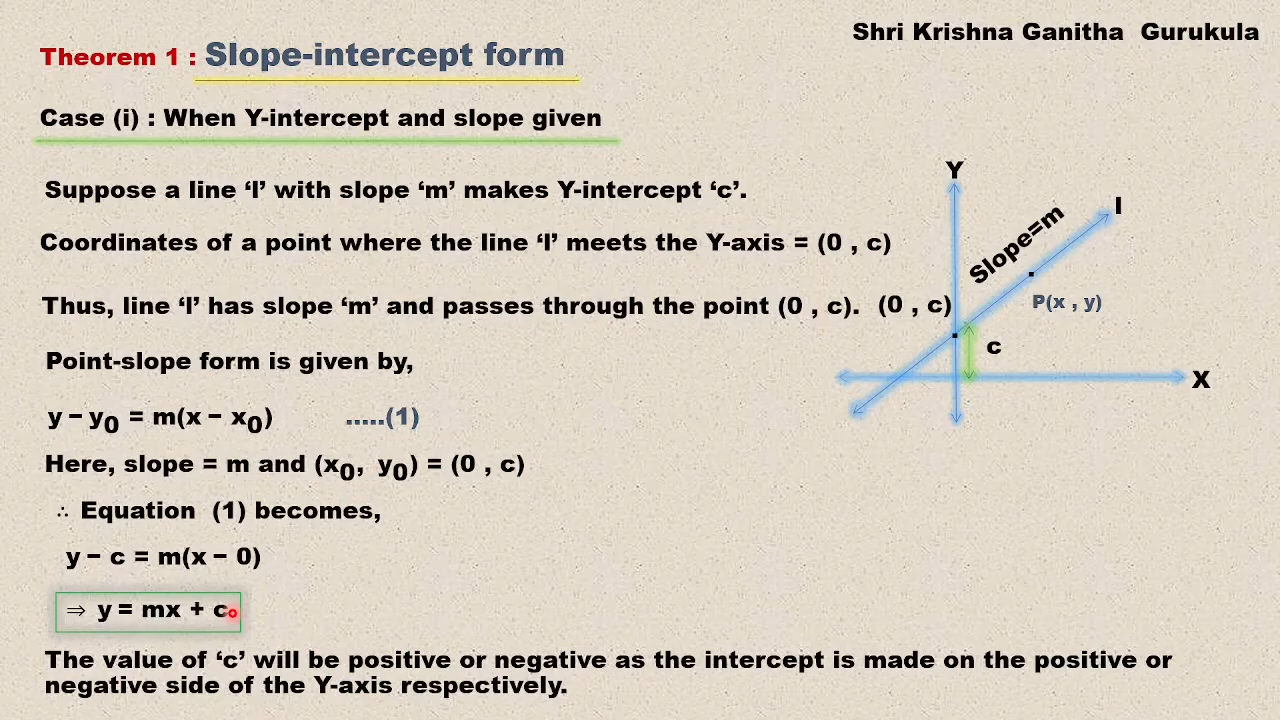 Shri Krishna Ganitha Gurukula
Theorem 1 : Slope-intercept form
Case (i) : When Y-intercept and slope given
Suppose a line ‘l’ with slope ‘m’ makes Y-intercept ‘c’.
Coordinates of a point where the line ‘l’ meets the Y-axis = (0 , c)
Thus, line ‘l’ has slope ‘m’ and passes through the point (0 , c).
Point-slope form is given by,
y − y₀ = m(x − x₀) .....(1)
Here, slope = m and (x₀, y₀) = (0 , c)
∴ Equation (1) becomes,
y − c = m(x − 0)
⇒ y = mx + c
The value of ‘c’ will be positive or negative as the intercept is made on the positive or
negative side of the Y-axis respectively.
Y
l
Slope=m
(0 , c)
P(x , y)
c
X